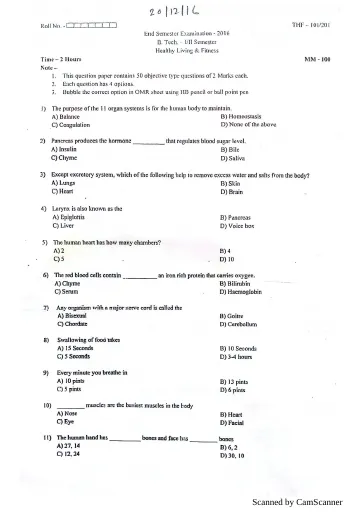 20/12/16
Roll No. -
THF – 101/201
End Semester Examination - 2016
B. Tech. – I/II Semester
Healthy Living & Fitness
Time – 2 Hours
MM - 100
Note –
1. This question paper contains 50 objective type questions of 2 Marks each.
2. Each question has 4 options.
3. Bubble the correct option in OMR sheet using HB pencil or ball point pen
1) The purpose of the 11 organ systems is for the human body to maintain.
A) Balance B) Homeostasis
C) Coagulation D) None of the above
2) Pancreas produces the hormone __________ that regulates blood sugar level.
A) Insulin B) Bile
C) Chyme D) Saliva
3) Except excretory system, which of the following help to remove excess water and salts from the body?
A) Lungs B) Skin
C) Heart D) Brain
4) Larynx is also known as the
A) Epiglottis B) Pancreas
C) Liver D) Voice box
5) The human heart has how many chambers?
A) 2 B) 4
C) 5 D) 10
6) The red blood cells contain __________ an iron rich protein that carries oxygen.
A) Chyme B) Bilirubin
C) Serum D) Haemoglobin
7) Any organism with a major nerve cord is called the
A) Bisexual B) Goitre
C) Chordate D) Cerebellum
8) Swallowing of food takes
A) 15 Seconds B) 10 Seconds
C) 5 Seconds D) 3-4 hours
9) Every minute you breathe in
A) 10 pints B) 13 pints
C) 5 pints D) 6 pints
10) ________ muscles are the busiest muscles in the body
A) Nose B) Heart
C) Eye D) Facial
11) The human hand has __________ bones and face has ________ bones
A) 27, 14 B) 6, 2
C) 12, 24 D) 30, 10
Scanned by CamScanner